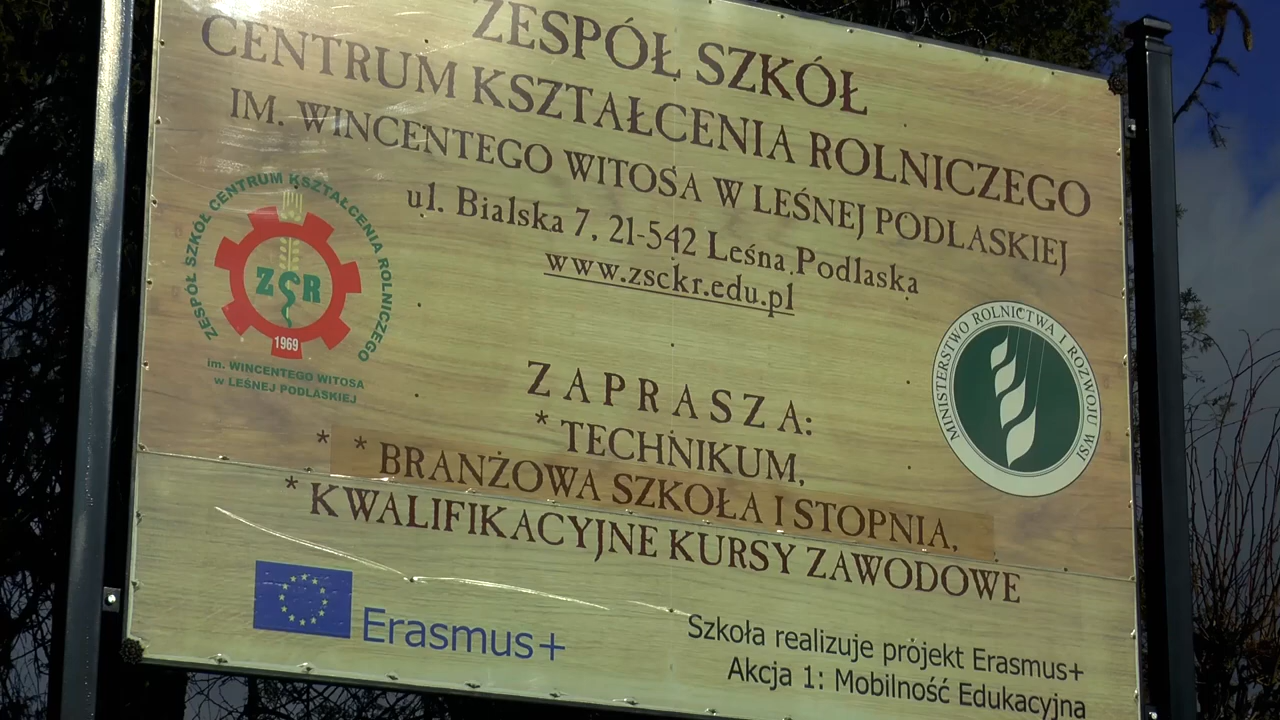 ZESPÓŁ SZKÓŁ
CENTRUM KSZTAŁCENIA ROLNICZEGO
IM. WINCENTEGO WITOSA W LEŚNEJ PODLASKIEJ
ul. Bialska 7, 21-542 Leśna Podlaska
www.zsckr.edu.pl
ZESPÓŁ SZKÓŁ CENTRUM KSZTAŁCENIA ROLNICZEGO
ZCR
1969
im. WINCENTEGO WITOSA
w LEŚNEJ PODLASKIEJ
MINISTERSTWO ROLNICTWA I ROZWOJU WSI
ZAPRASZA:
* TECHNIKUM,
* * BRANŻOWA SZKOŁA I STOPNIA,
* KWALIFIKACYJNE KURSY ZAWODOWE
Erasmus+
Szkoła realizuje projekt Erasmus+
Akcja 1: Mobilność Edukacyjna